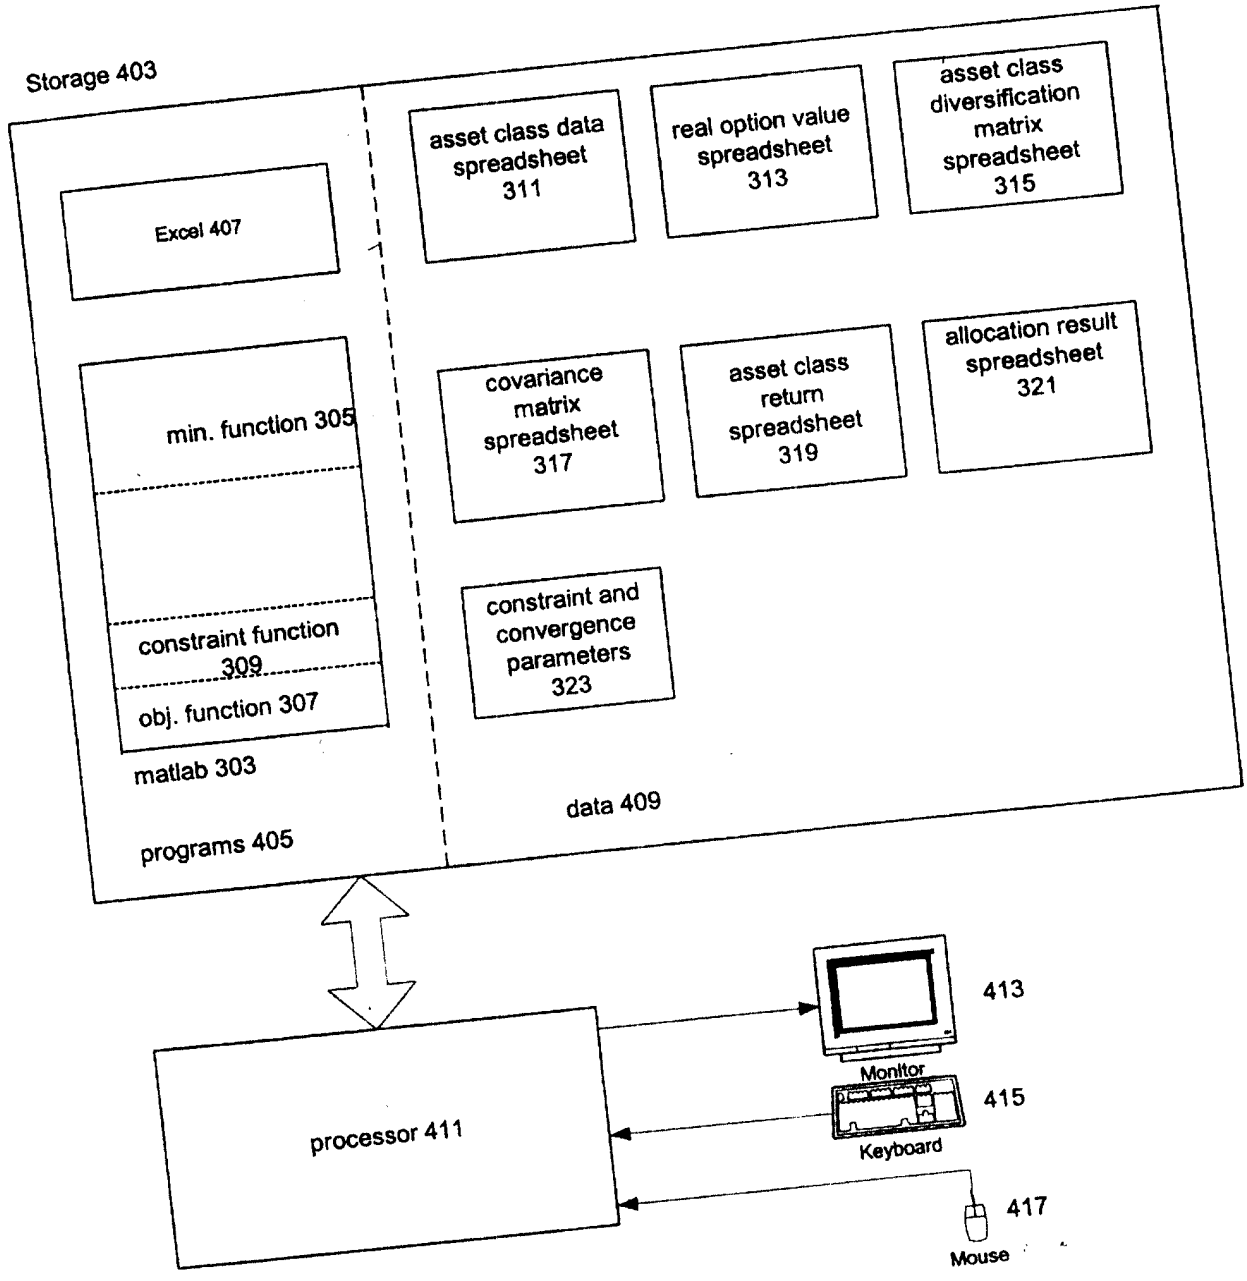 Storage 403
Excel 407
min. function 305
constraint function
309
obj. function 307
matlab 303
programs 405
asset class data
spreadsheet
311
real option value
spreadsheet
313
asset class
diversification
matrix
spreadsheet
315
covariance
matrix
spreadsheet
317
asset class
return
spreadsheet
319
allocation result
spreadsheet
321
constraint and
convergence
parameters
323
data 409
processor 411
413
Monitor
415
Keyboard
417
Mouse